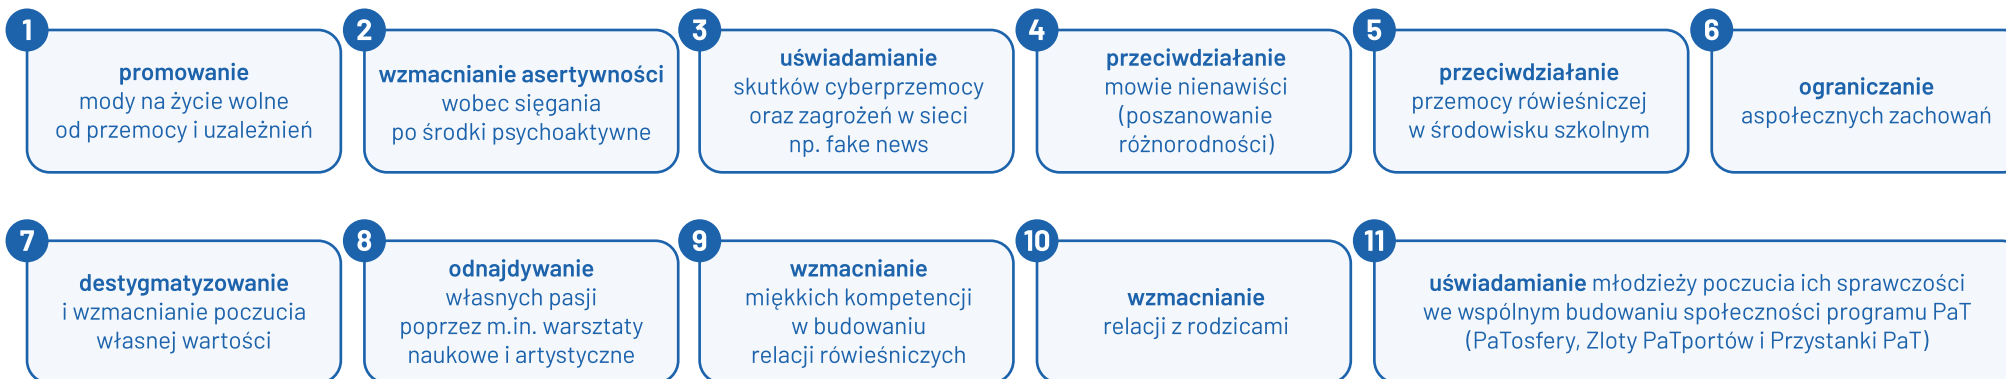 1
promowanie
mody na życie wolne
od przemocy i uzależnień
2
wzmacnianie asertywności
wobec sięgania
po środki psychoaktywne
3
uświadamianie
skutków cyberprzemocy
oraz zagrożeń w sieci
np. fake news
4
przeciwdziałanie
mowie nienawiści
(poszanowanie
różnorodności)
5
przeciwdziałanie
przemocy rówieśniczej
w środowisku szkolnym
6
ograniczanie
aspołecznych zachowań
7
destygmatyzowanie
i wzmacnianie poczucia
własnej wartości
8
odnajdywanie
własnych pasji
poprzez m.in. warsztaty
naukowe i artystyczne
9
wzmacnianie
miękkich kompetencji
w budowaniu
relacji rówieśniczych
10
wzmacnianie
relacji z rodzicami
11
uświadamianie młodzieży poczucia ich sprawczości
we wspólnym budowaniu społeczności programu PaT
(PaTosfery, Zloty PaTportów i Przystanki PaT)